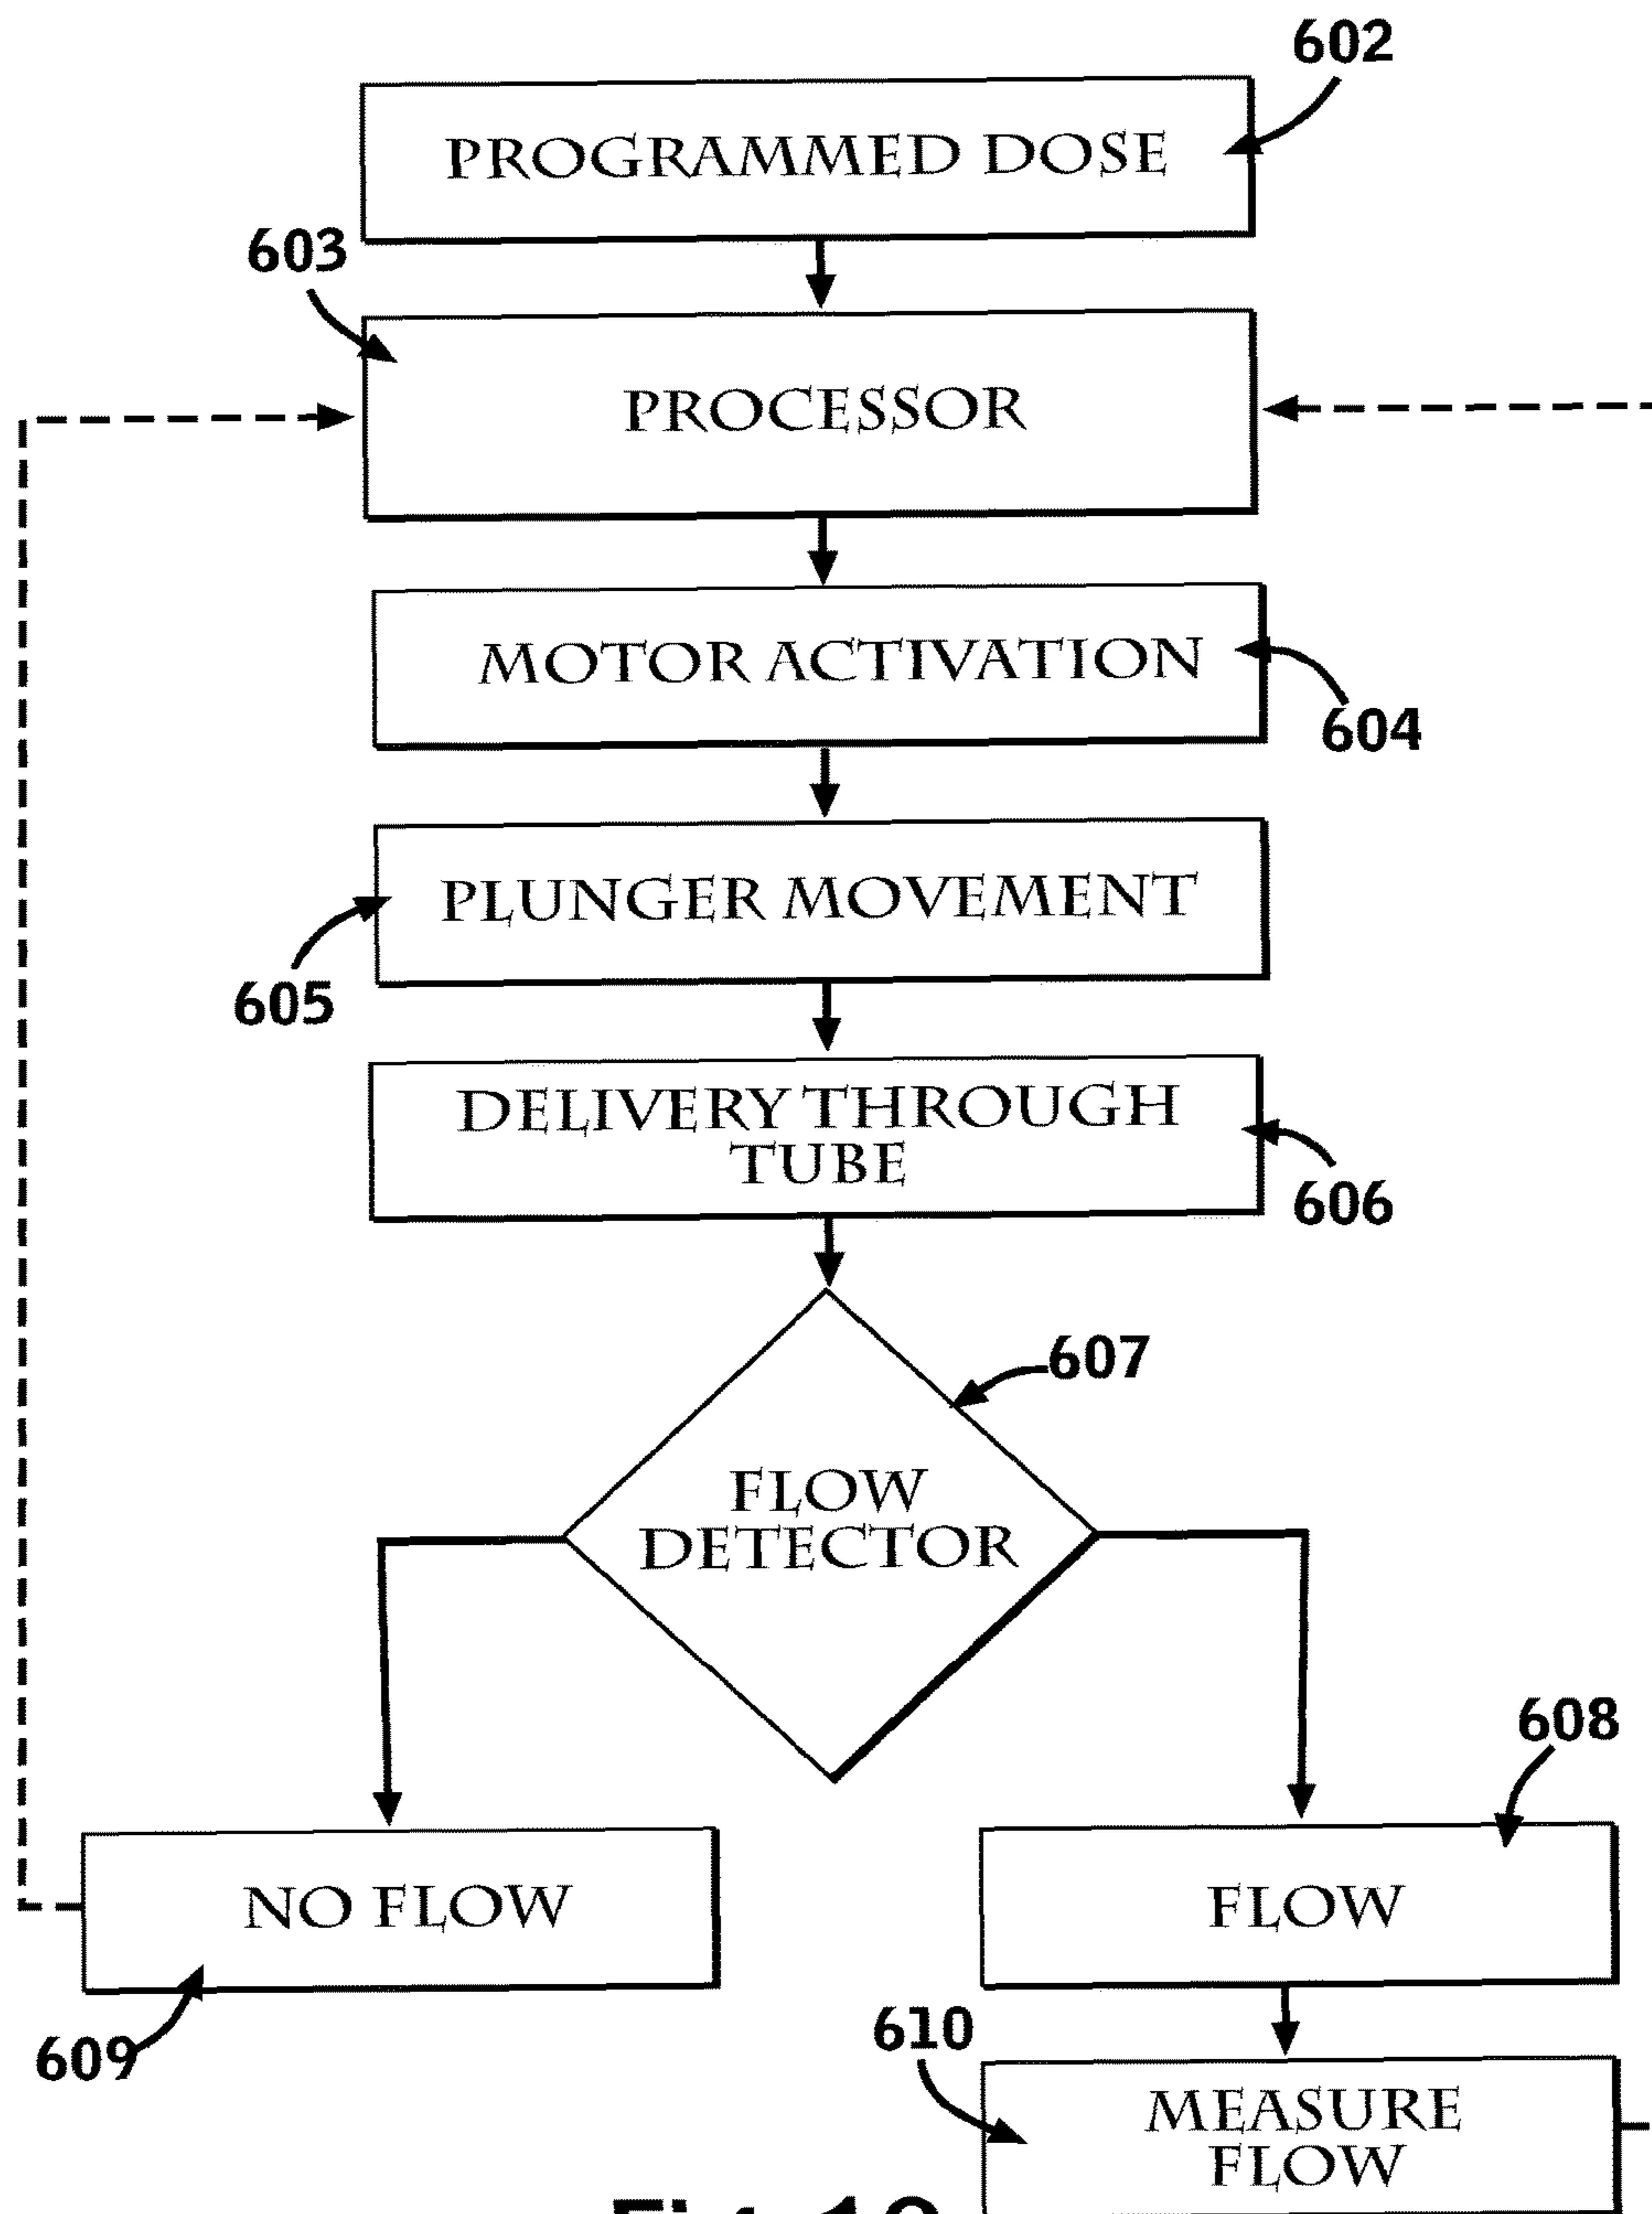 602
PROGRAMMED DOSE
603
PROCESSOR
MOTOR ACTIVATION
604
PLUNGER MOVEMENT
605
DELIVERY THROUGH
TUBE
606
607
FLOW
DETECTOR
608
NO FLOW
FLOW
609
610
MEASURE
FLOW